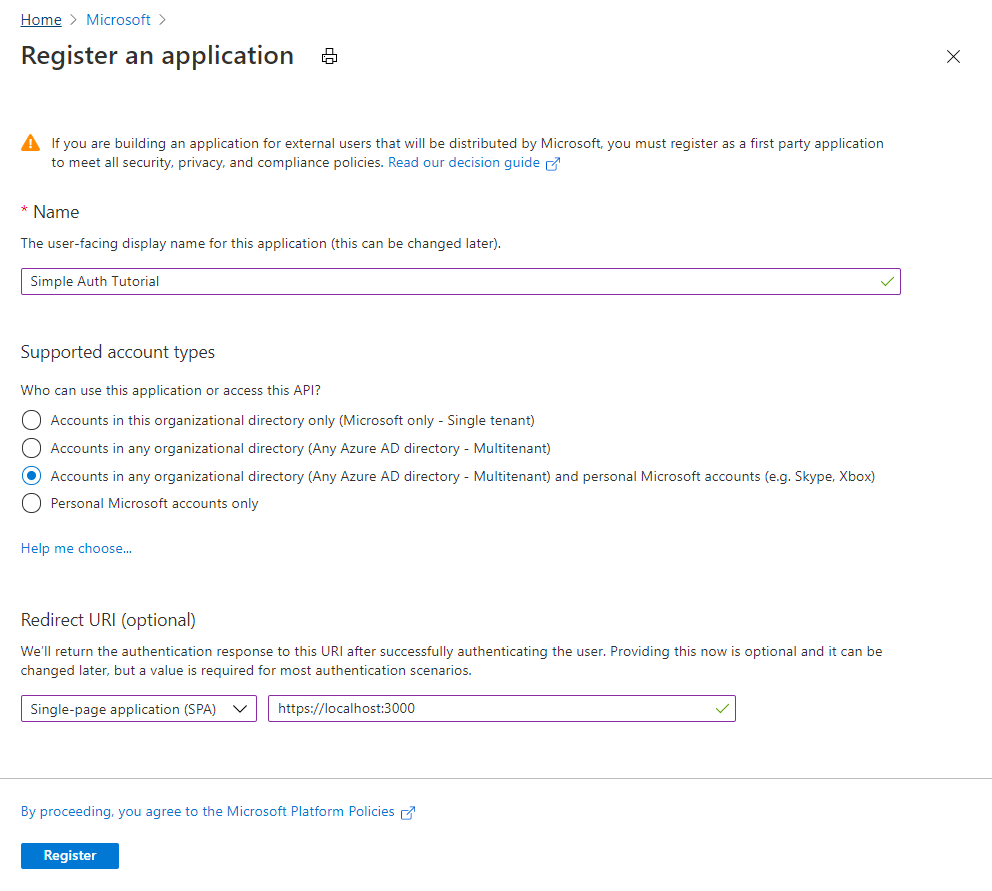 Home > Microsoft >
Register an application
If you are building an application for external users that will be distributed by Microsoft, you must register as a first party application
to meet all security, privacy, and compliance policies. Read our decision guide
* Name
The user-facing display name for this application (this can be changed later).
Simple Auth Tutorial
Supported account types
Who can use this application or access this API?
Accounts in this organizational directory only (Microsoft only - Single tenant)
Accounts in any organizational directory (Any Azure AD directory - Multitenant)
Accounts in any organizational directory (Any Azure AD directory - Multitenant) and personal Microsoft accounts (e.g. Skype, Xbox)
Personal Microsoft accounts only
Help me choose...
Redirect URI (optional)
We'll return the authentication response to this URI after successfully authenticating the user. Providing this now is optional and it can be
changed later, but a value is required for most authentication scenarios.
Single-page application (SPA) https://localhost:3000
By proceeding, you agree to the Microsoft Platform Policies
Register